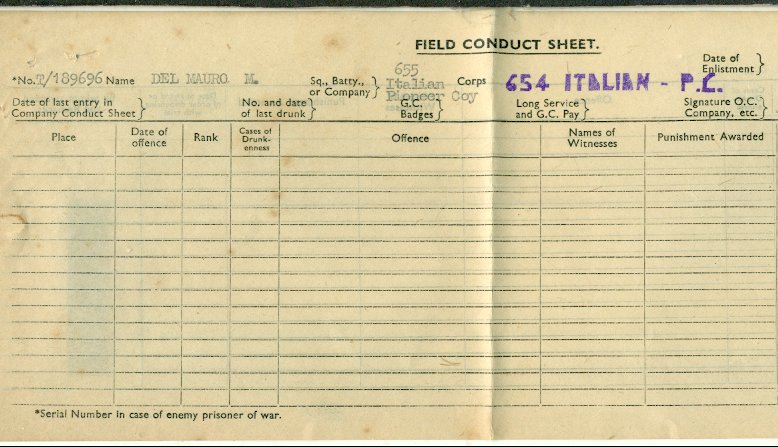 FIELD CONDUCT SHEET.
*No. T/189696 Name DEL MAURO M. Sq., Batty., or Company } 655 Italian Pioneer Coy Corps 654 ITALIAN - P.C. Date of Enlistment }
Date of last entry in Company Conduct Sheet } No. and date of last drunk } G.C. Badges } Long Service and G.C. Pay } Signature O.C. Company, etc. }
Place Date of offence Rank Cases of Drunk-enness Offence Names of Witnesses Punishment Awarded
*Serial Number in case of enemy prisoner of war.